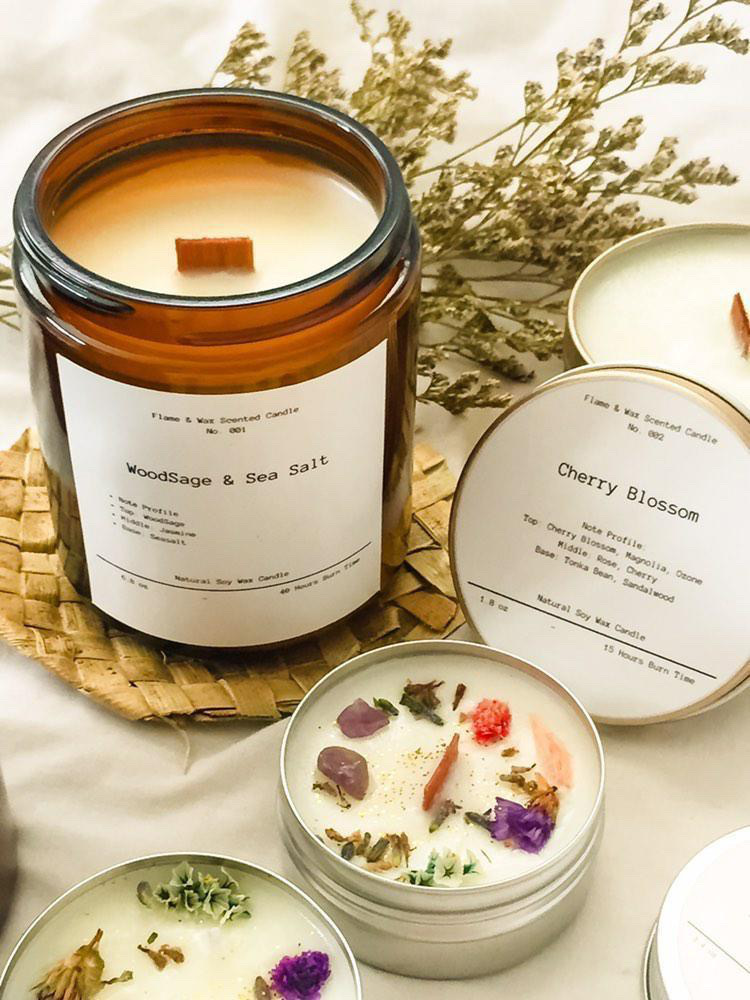 Flame & Wax Scented Candle
No. 001
WoodSage & Sea Salt
- Note Profile
- Top: WoodSage
- Middle: Jasmine
- Base: Seasalt
Natural Soy Wax Candle
6.8 oz
40 Hours Burn Time
Flame & Wax Scented Candle
No. 002
Cherry Blossom
Note Profile:
Top: Cherry Blossom, Magnolia, Ozone
Middle: Rose, Cherry
Base: Tonka Bean, Sandalwood
Natural Soy Wax Candle
1.8 oz
15 Hours Burn Time